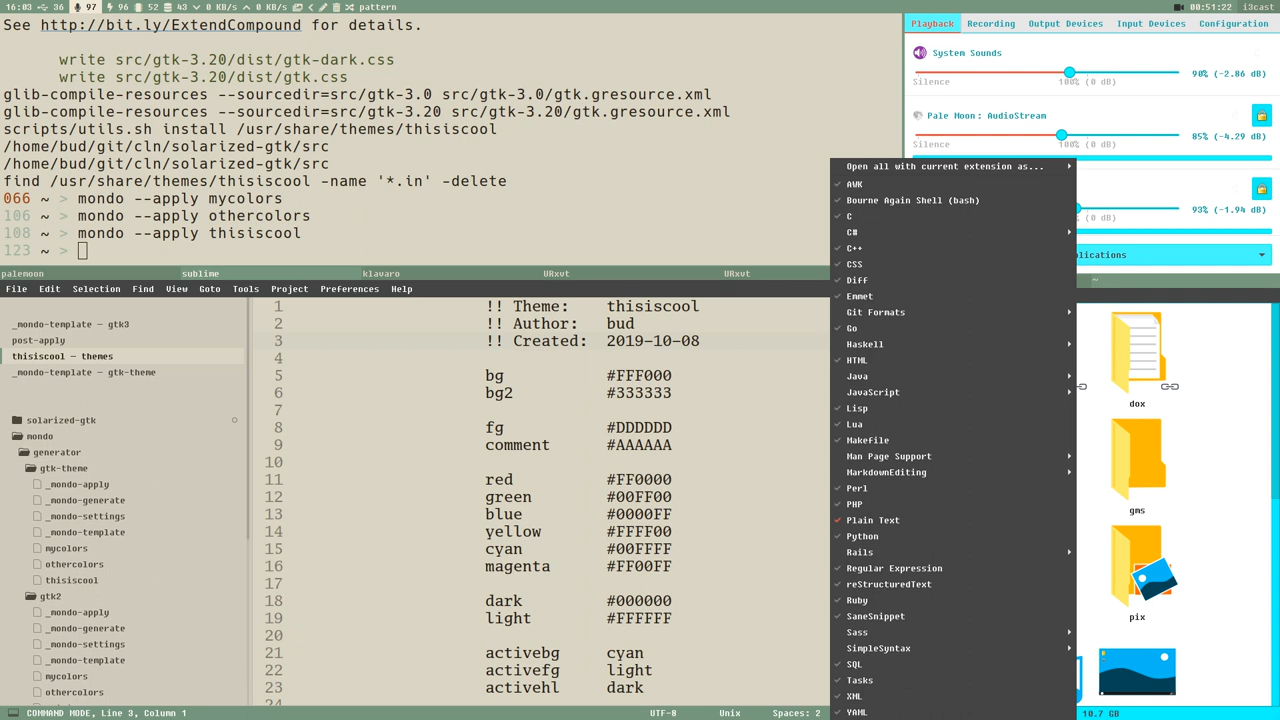 16:03 36 97 96 52 43 0 KB/s 0 KB/s pattern
00:51:22 i3cast
See http://bit.ly/ExtendCompound for details.
write src/gtk-3.20/dist/gtk-dark.css
write src/gtk-3.20/dist/gtk.css
glib-compile-resources --sourcedir=src/gtk-3.0 src/gtk-3.0/gtk.gresource.xml
glib-compile-resources --sourcedir=src/gtk-3.20 src/gtk-3.20/gtk.gresource.xml
scripts/utils.sh install /usr/share/themes/thisiscool
/home/bud/git/cln/solarized-gtk/src
/home/bud/git/cln/solarized-gtk/src
find /usr/share/themes/thisiscool -name '*.in' -delete
066 ~ > mondo --apply mycolors
106 ~ > mondo --apply othercolors
108 ~ > mondo --apply thisiscool
123 ~ >
Playback Recording Output Devices Input Devices Configuration
System Sounds
90% (-2.86 dB)
Silence 100% (0 dB)
Pale Moon: AudioStream
85% (-4.29 dB)
Silence 100% (0 dB)
93% (-1.94 dB)
plications
palemoon sublime klavaro URxvt URxvt
~
File Edit Selection Find View Goto Tools Project Preferences Help
_mondo-template — gtk3
post-apply
thisiscool — themes
_mondo-template — gtk-theme
solarized-gtk
mondo
generator
gtk-theme
_mondo-apply
_mondo-generate
_mondo-settings
_mondo-template
mycolors
othercolors
thisiscool
gtk2
_mondo-apply
_mondo-generate
_mondo-settings
_mondo-template
mycolors
othercolors
1 !! Theme: thisiscool
2 !! Author: bud
3 !! Created: 2019-10-08
4
5 bg #FFF000
6 bg2 #333333
7
8 fg #DDDDDD
9 comment #AAAAAA
10
11 red #FF0000
12 green #00FF00
13 blue #0000FF
14 yellow #FFFF00
15 cyan #00FFFF
16 magenta #FF00FF
17
18 dark #000000
19 light #FFFFFF
20
21 activebg cyan
22 activefg light
23 activehl dark
Open all with current extension as...
AWK
Bourne Again Shell (bash)
C
C#
C++
CSS
Diff
Emmet
Git Formats
Go
Haskell
HTML
Java
JavaScript
Lisp
Lua
Makefile
Man Page Support
MarkdownEditing
Perl
PHP
Plain Text
Python
Rails
Regular Expression
reStructuredText
Ruby
SaneSnippet
Sass
SimpleSyntax
SQL
Tasks
XML
YAML
dox
gms
pix
COMMAND MODE, Line 3, Column 1 UTF-8 Unix Spaces: 2
10.7 GB